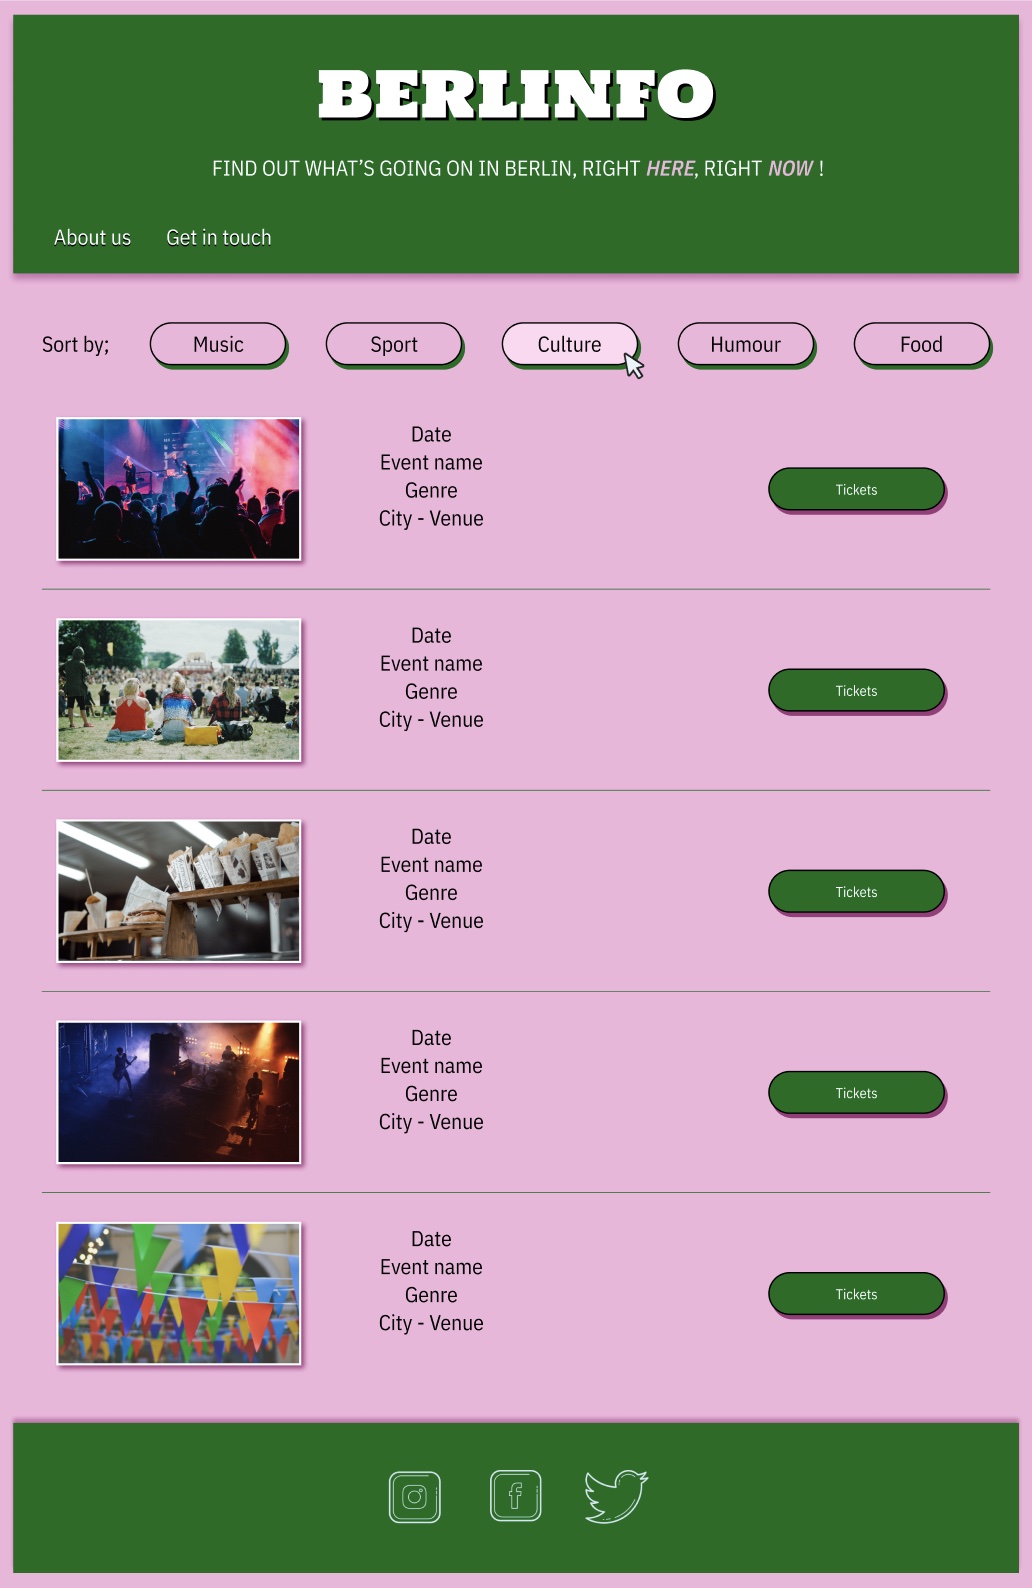 BERLINFO
FIND OUT WHAT’S GOING ON IN BERLIN, RIGHT HERE, RIGHT NOW !
About us Get in touch
Sort by; Music Sport Culture Humour Food
Date
Event name
Genre
City - Venue
Tickets
Date
Event name
Genre
City - Venue
Tickets
Date
Event name
Genre
City - Venue
Tickets
Date
Event name
Genre
City - Venue
Tickets
Date
Event name
Genre
City - Venue
Tickets